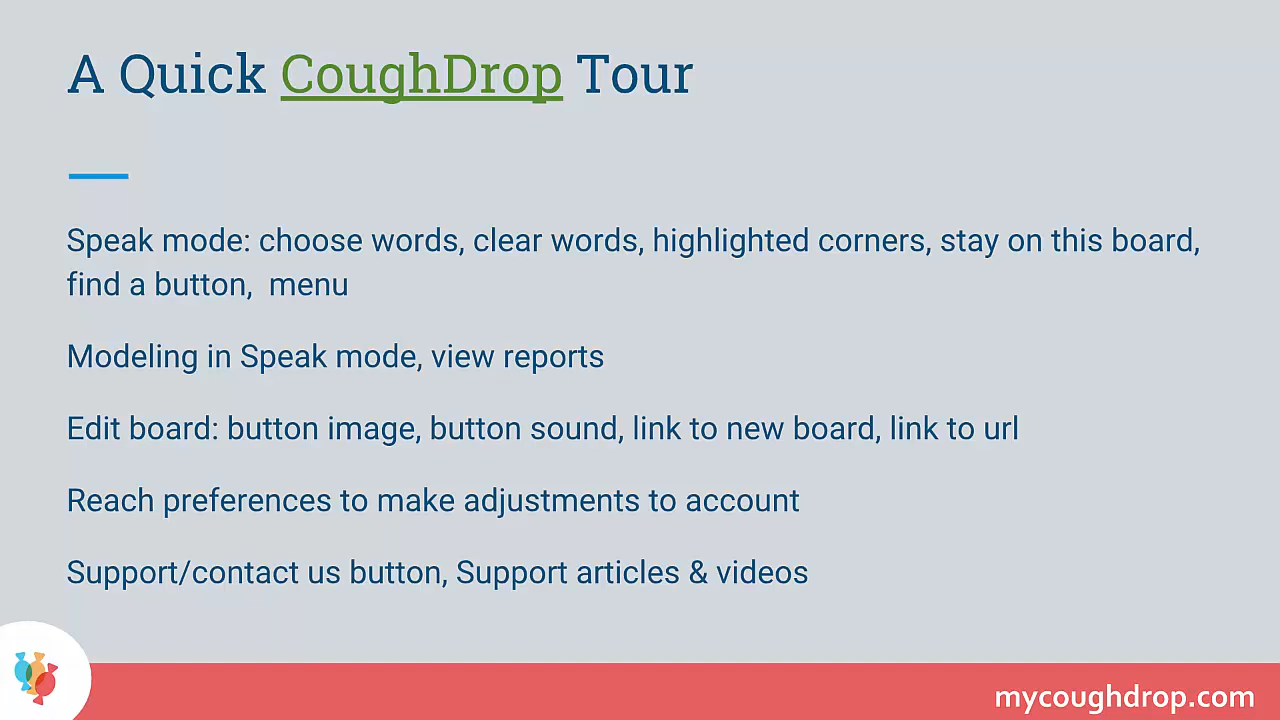 A Quick CoughDrop Tour
Speak mode: choose words, clear words, highlighted corners, stay on this board,
find a button,  menu
Modeling in Speak mode, view reports
Edit board: button image, button sound, link to new board, link to url
Reach preferences to make adjustments to account
Support/contact us button, Support articles & videos
mycoughdrop.com